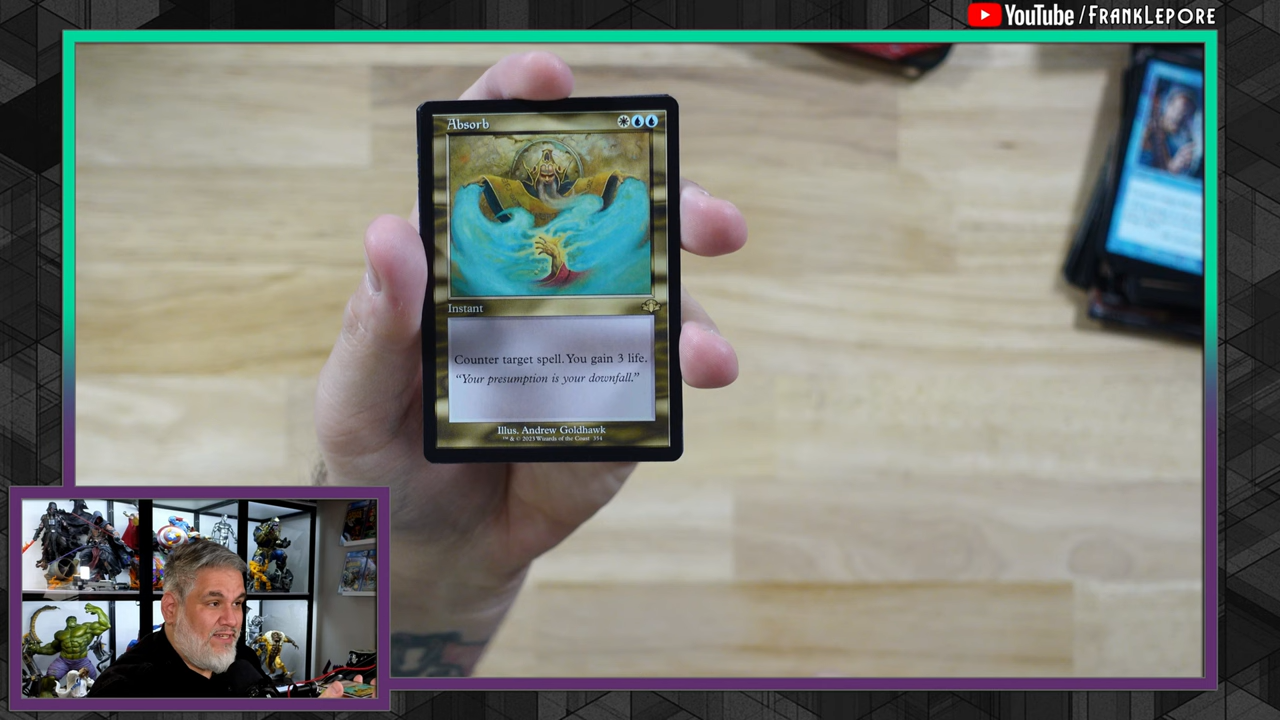 YouTube /FRANKLEPORE
Absorb
Instant
Counter target spell. You gain 3 life.
“Your presumption is your downfall.”
Illus. Andrew Goldhawk
™ & © 2023 Wizards of the Coast 354